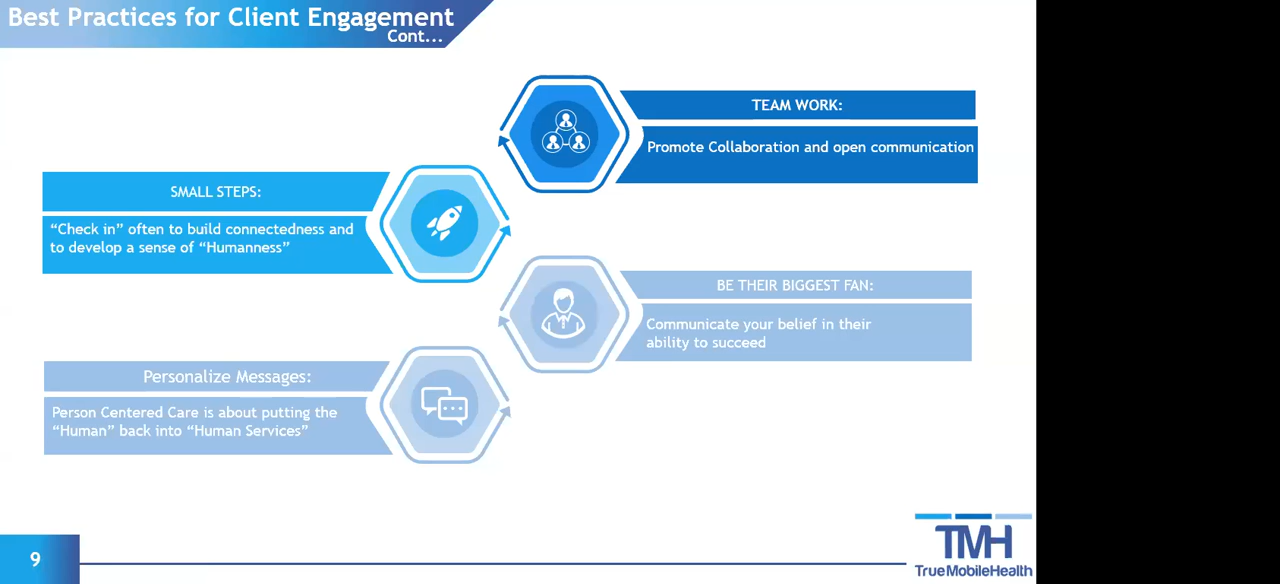 Best Practices for Client Engagement
Cont...
TEAM WORK:
Promote Collaboration and open communication
SMALL STEPS:
“Check in” often to build connectedness and
to develop a sense of “Humanness”
BE THEIR BIGGEST FAN:
Communicate your belief in their
ability to succeed
Personalize Messages:
Person Centered Care is about putting the
“Human” back into “Human Services”
9
TMH
TrueMobileHealth